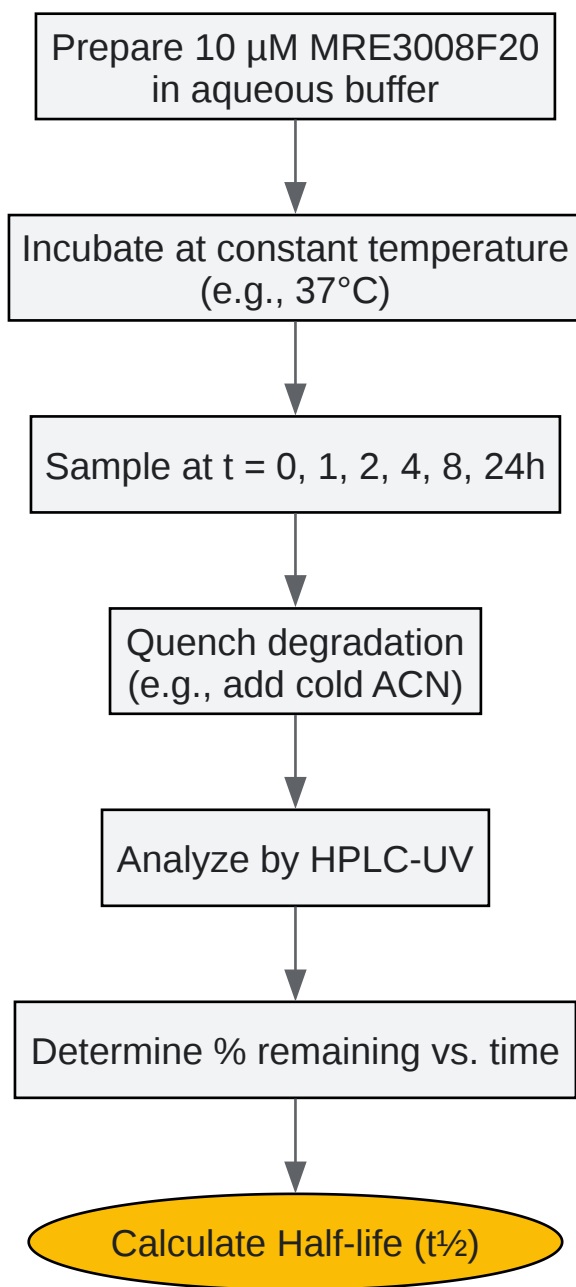 Prepare 10 µM MRE3008F20
in aqueous buffer
Incubate at constant temperature
(e.g., 37°C)
Sample at t = 0, 1, 2, 4, 8, 24h
Quench degradation
(e.g., add cold ACN)
Analyze by HPLC-UV
Determine % remaining vs. time
Calculate Half-life (t½)